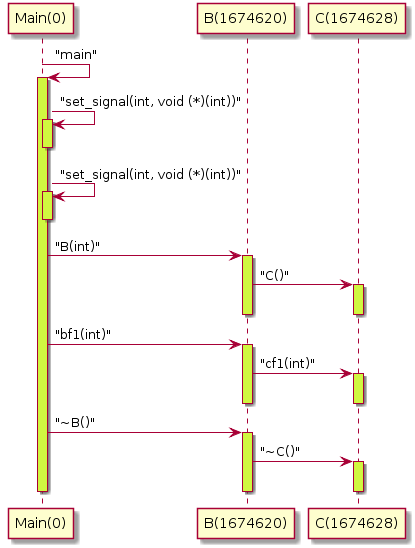 Main(0) B(1674620) C(1674628)
"main"
"set_signal(int, void (*)(int))"
"set_signal(int, void (*)(int))"
"B(int)"
"C()"
"bf1(int)"
"cf1(int)"
"~B()"
"~C()"
Main(0) B(1674620) C(1674628)